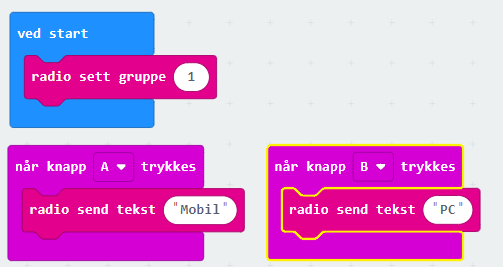 ved start
radio sett gruppe 1
når knapp A trykkes
radio send tekst "Mobil"
når knapp B trykkes
radio send tekst "PC"